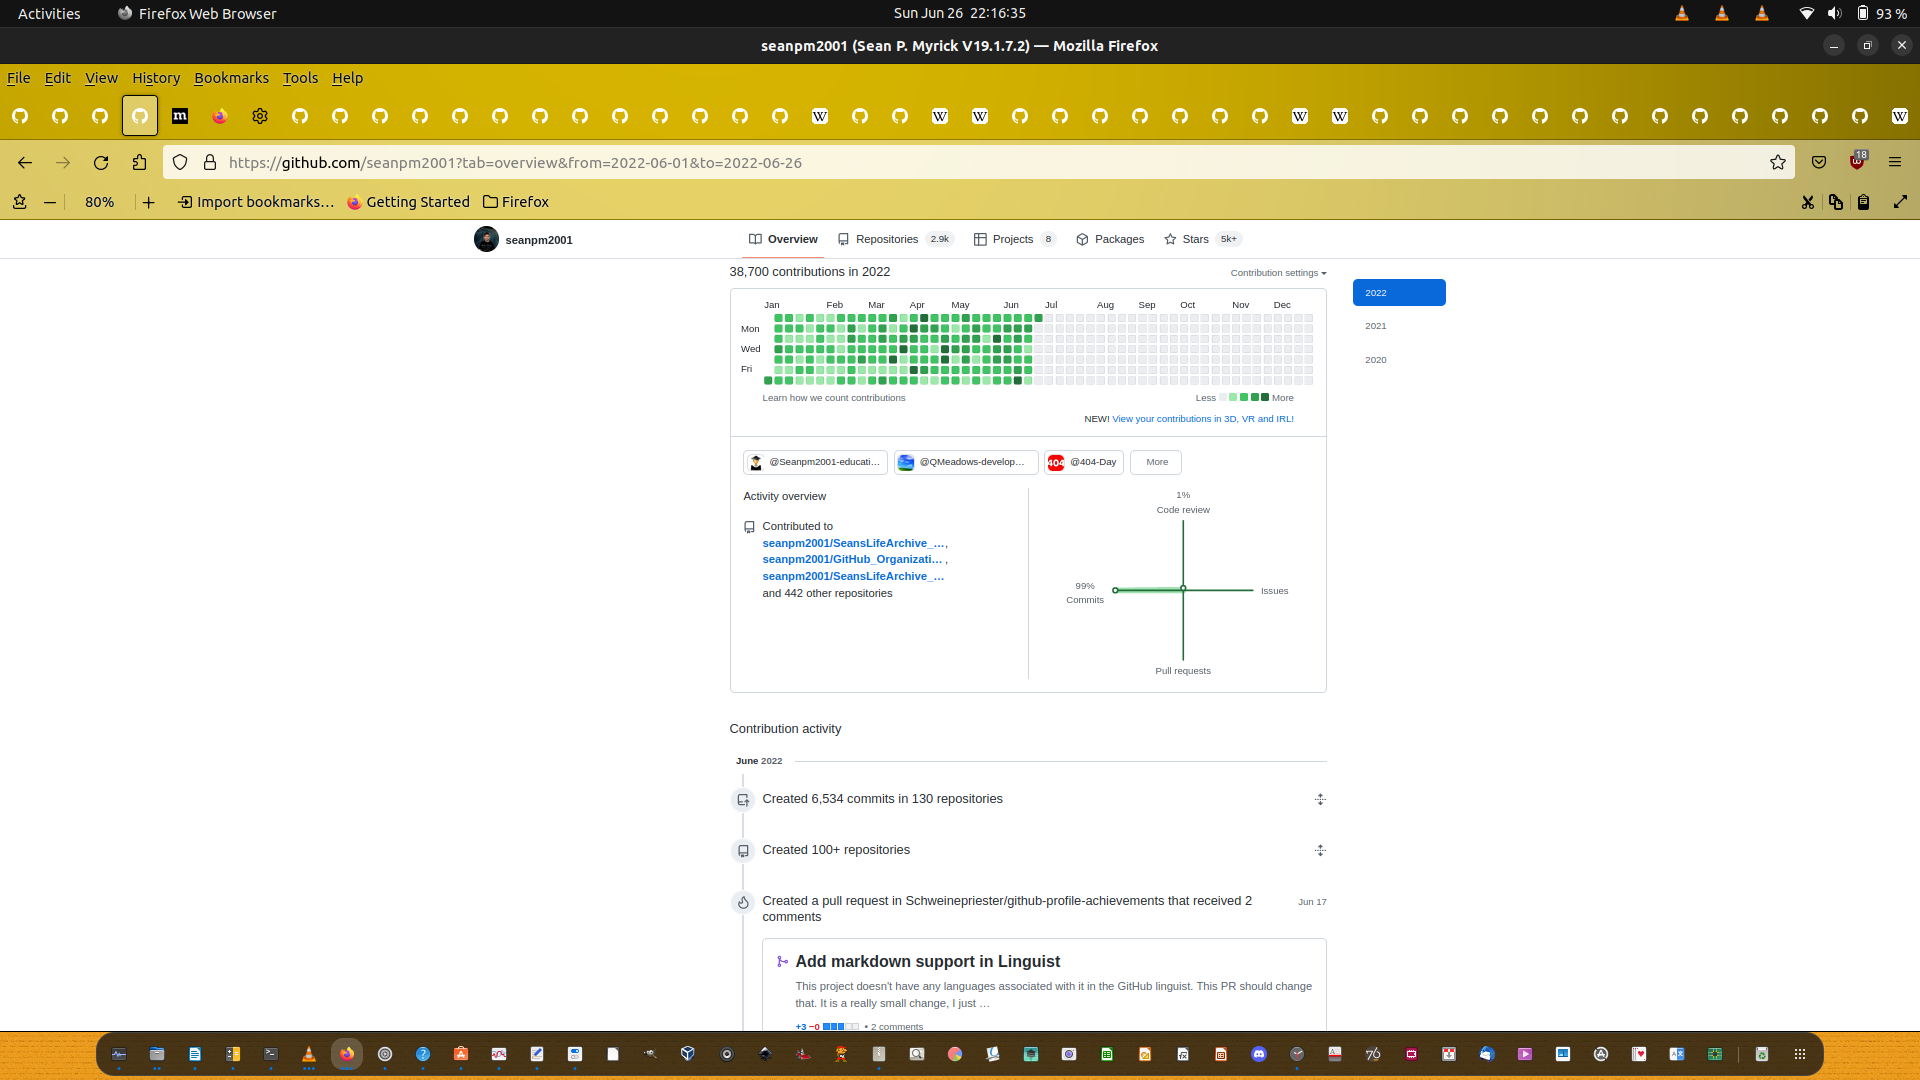 Activities Firefox Web Browser Sun Jun 26 22:16:35 93 %
seanpm2001 (Sean P. Myrick V19.1.7.2) — Mozilla Firefox
File Edit View History Bookmarks Tools Help
https://github.com/seanpm2001?tab=overview&from=2022-06-01&to=2022-06-26 18
80% Import bookmarks… Getting Started Firefox
seanpm2001 Overview Repositories 2.9k Projects 8 Packages Stars 5k+
38,700 contributions in 2022 Contribution settings
2022
2021
2020
Jan Feb Mar Apr May Jun Jul Aug Sep Oct Nov Dec
Mon
Wed
Fri
Learn how we count contributions Less More
NEW! View your contributions in 3D, VR and IRL!
@Seanpm2001-educati… @QMeadows-develop… 404 @404-Day More
Activity overview
Contributed to
seanpm2001/SeansLifeArchive_…,
seanpm2001/GitHub_Organizati… ,
seanpm2001/SeansLifeArchive_…
and 442 other repositories
1%
Code review
99%
Commits
Issues
Pull requests
Contribution activity
June 2022
Created 6,534 commits in 130 repositories
Created 100+ repositories
Created a pull request in Schweinepriester/github-profile-achievements that received 2 comments Jun 17
Add markdown support in Linguist
This project doesn't have any languages associated with it in the GitHub linguist. This PR should change
that. It is a really small change, I just …
+3 −0 • 2 comments